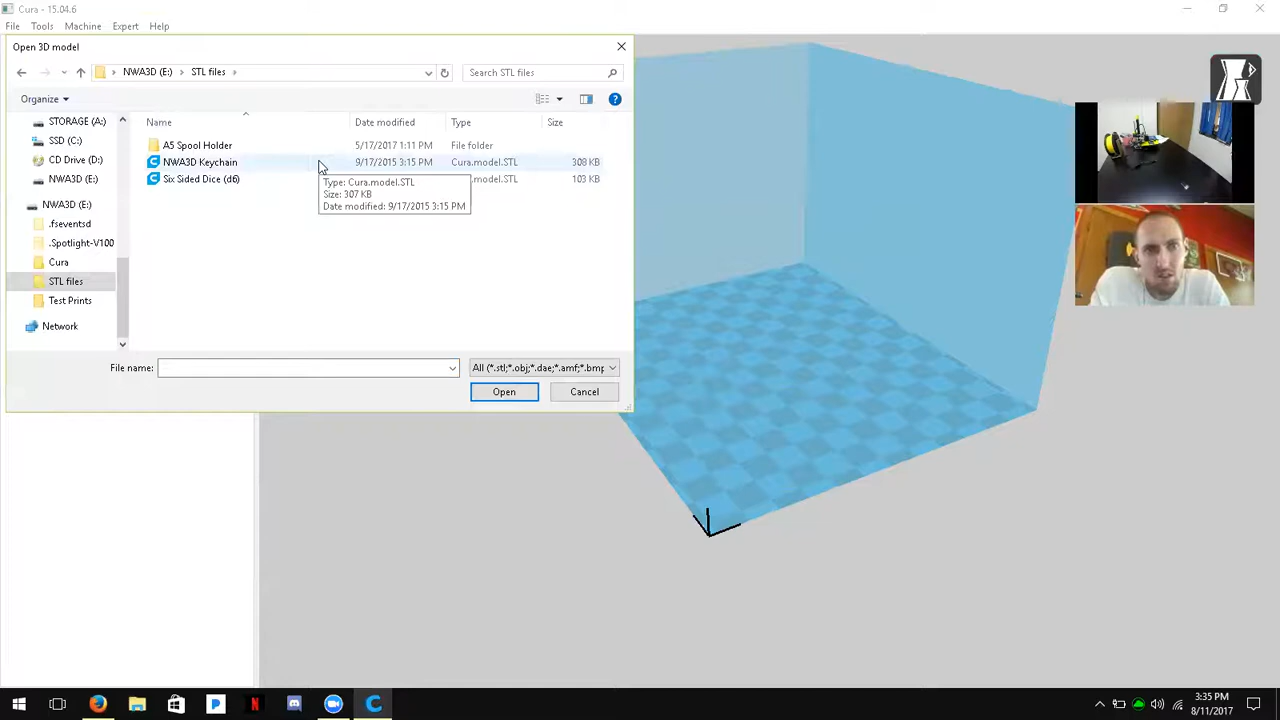 Cura - 15.04.6
File Tools Machine Expert Help
Open 3D model
NWA3D (E:) STL files
Search STL files
Organize
Name Date modified Type Size
STORAGE (A:)
SSD (C:)
CD Drive (D:)
NWA3D (E:)
NWA3D (E:)
.fseventsd
.Spotlight-V100
Cura
STL files
Test Prints
Network
A5 Spool Holder 5/17/2017 1:11 PM File folder
NWA3D Keychain 9/17/2015 3:15 PM Cura.model.STL 308 KB
Six Sided Dice (d6) .model.STL 103 KB
Type: Cura.model.STL
Size: 307 KB
Date modified: 9/17/2015 3:15 PM
File name:
All (*.stl;*.obj;*.dae;*.amf;*.bmp
Open Cancel
3:35 PM
8/11/2017